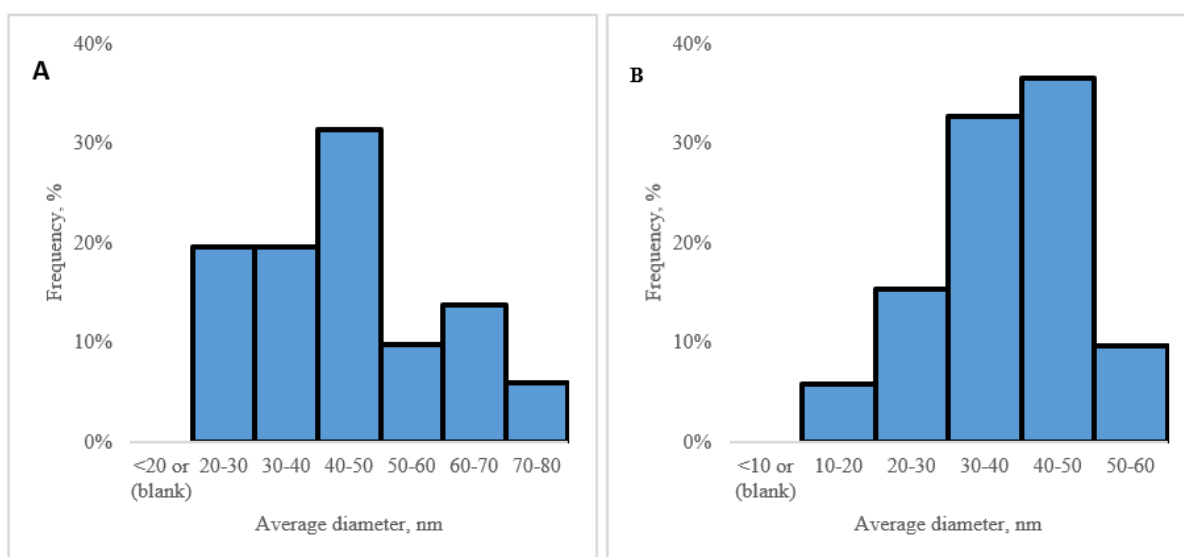 A
40%
30%
20%
10%
0%
Frequency, %
<20 or 20-30 30-40 40-50 50-60 60-70 70-80
(blank)
Average diameter, nm
B
40%
30%
20%
10%
0%
Frequency, %
<10 or 10-20 20-30 30-40 40-50 50-60
(blank)
Average diameter, nm